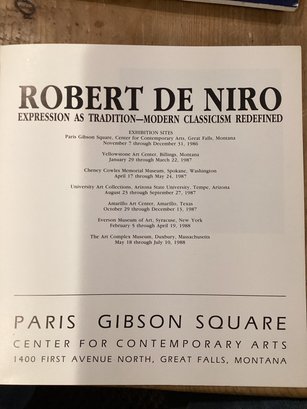 ROBERT DE NIRO
EXPRESSION AS TRADITION—MODERN CLASSICISM REDEFINED
EXHIBITION SITES
Paris Gibson Square, Center for Contemporary Arts, Great Falls, Montana
November 7 through December 31, 1986
Yellowstone Art Center, Billings, Montana
January 29 through March 22, 1987
Cheney Cowles Memorial Museum, Spokane, Washington
April 17 through May 24, 1987
University Art Collections, Arizona State University, Tempe, Arizona
August 23 through September 27, 1987
Amarillo Art Center, Amarillo, Texas
October 29 through December 13, 1987
Everson Museum of Art, Syracuse, New York
February 5 through April 19, 1988
The Art Complex Museum, Duxbury, Massachusetts
May 18 through July 10, 1988
PARIS GIBSON SQUARE
CENTER FOR CONTEMPORARY ARTS
1400 FIRST AVENUE NORTH, GREAT FALLS, MONTANA